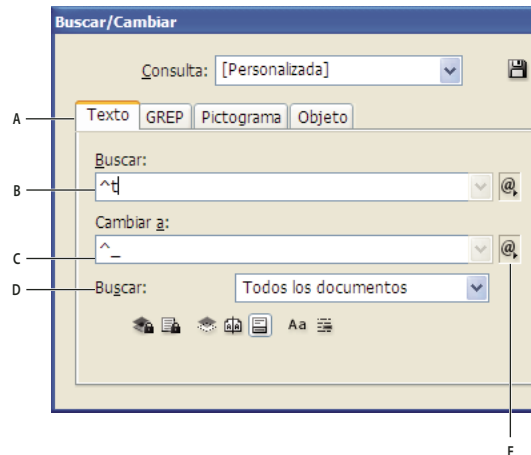 Buscar/Cambiar
Consulta: [Personalizada]
A
Texto GREP Pictograma Objeto
Buscar:
B
^t
@
Cambiar a:
C
^_
@
D
Buscar: Todos los documentos
Aa
E